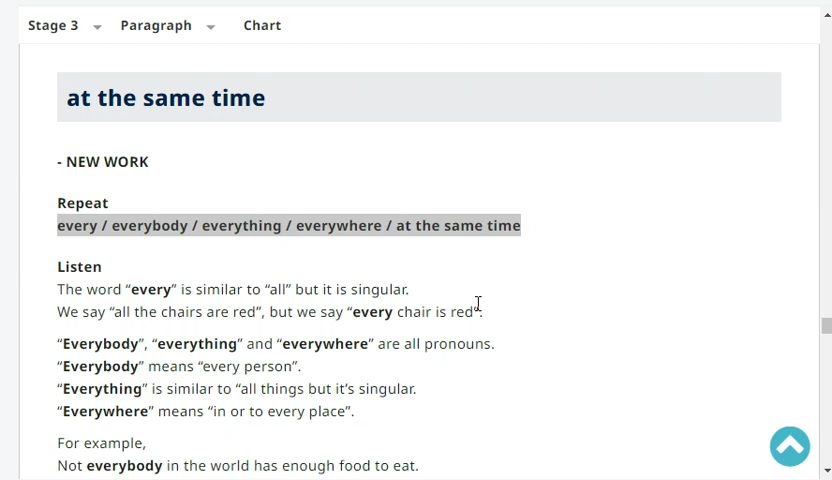 Stage 3 Paragraph Chart
at the same time
- NEW WORK
Repeat
every / everybody / everything / everywhere / at the same time
Listen
The word “every” is similar to “all” but it is singular.
We say “all the chairs are red”, but we say “every chair is red”.
“Everybody”, “everything” and “everywhere” are all pronouns.
“Everybody” means “every person”.
“Everything” is similar to “all things but it’s singular.
“Everywhere” means “in or to every place”.
For example,
Not everybody in the world has enough food to eat.